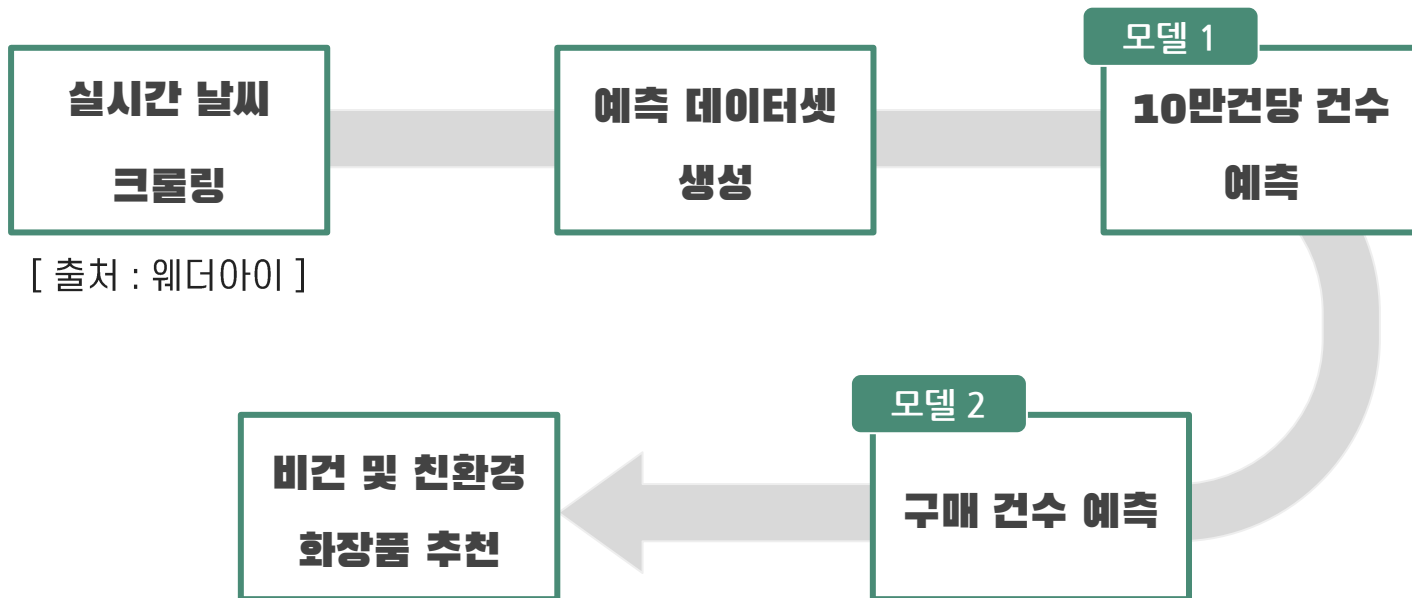 실시간 날씨
크롤링
[ 출처 : 웨더아이 ]
예측 데이터셋
생성
모델 1
10만건당 건수
예측
모델 2
구매 건수 예측
비건 및 친환경
화장품 추천